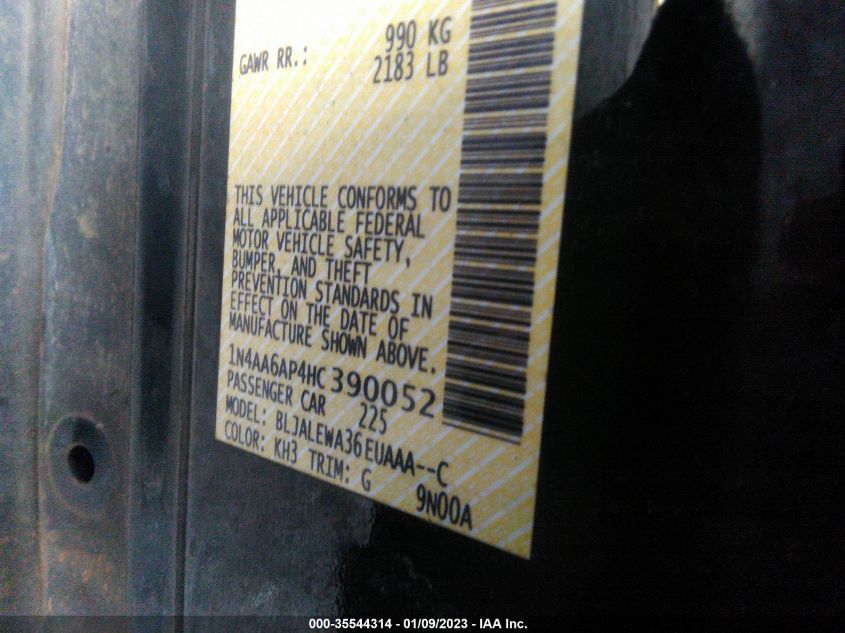 990 KG
GAWR RR.: 2183 LB
THIS VEHICLE CONFORMS TO
ALL APPLICABLE FEDERAL
MOTOR VEHICLE SAFETY,
BUMPER, AND THEFT
PREVENTION STANDARDS IN
EFFECT ON THE DATE OF
MANUFACTURE SHOWN ABOVE.
1N4AA6AP4HC390052
PASSENGER CAR 225
MODEL: BLJALEWA36EUAAA--C
COLOR: KH3 TRIM: G 9N00A
000-35544314 - 01/09/2023 - IAA Inc.